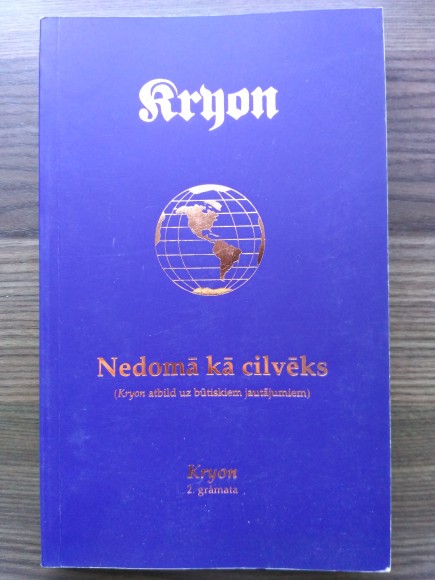 Kryon
Nedomā kā cilvēks
(Kryon atbild uz būtiskiem jautājumiem)
Kryon
2. grāmata